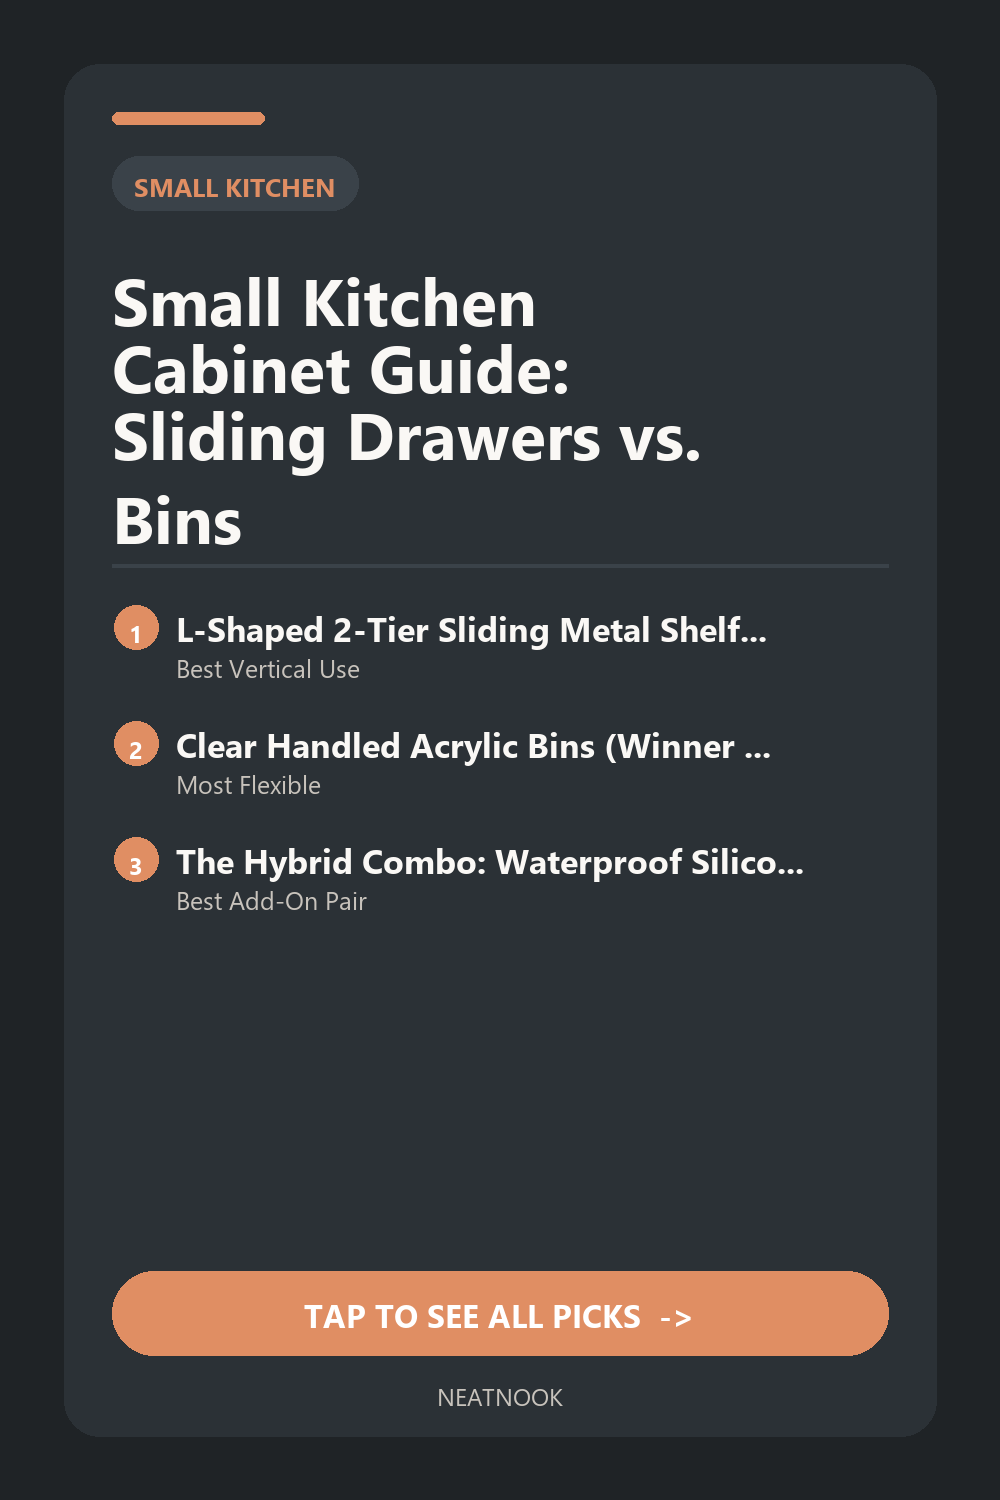 SMALL KITCHEN
Small Kitchen
Cabinet Guide:
Sliding Drawers vs.
Bins
1 L-Shaped 2-Tier Sliding Metal Shelf...
Best Vertical Use
2 Clear Handled Acrylic Bins (Winner ...
Most Flexible
3 The Hybrid Combo: Waterproof Silico...
Best Add-On Pair
TAP TO SEE ALL PICKS ->
NEATNOOK